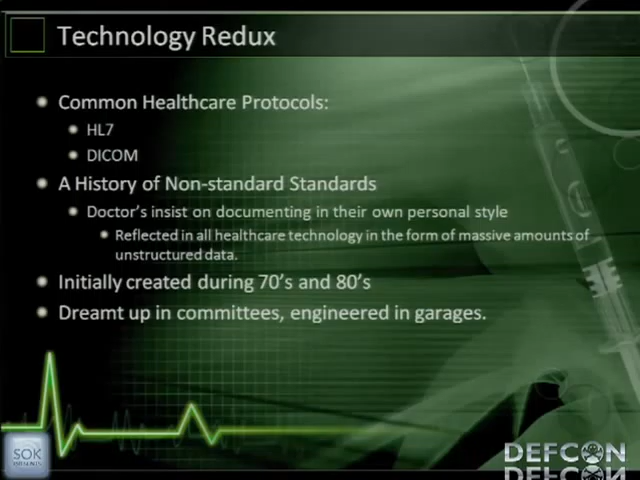 Technology Redux
Common Healthcare Protocols:
HL7
DICOM
A History of Non-standard Standards
Doctor's insist on documenting in their own personal style
Reflected in all healthcare technology in the form of massive amounts of
unstructured data.
Initially created during 70's and 80's
Dreamt up in committees, engineered in garages.
SOK
DEFCON